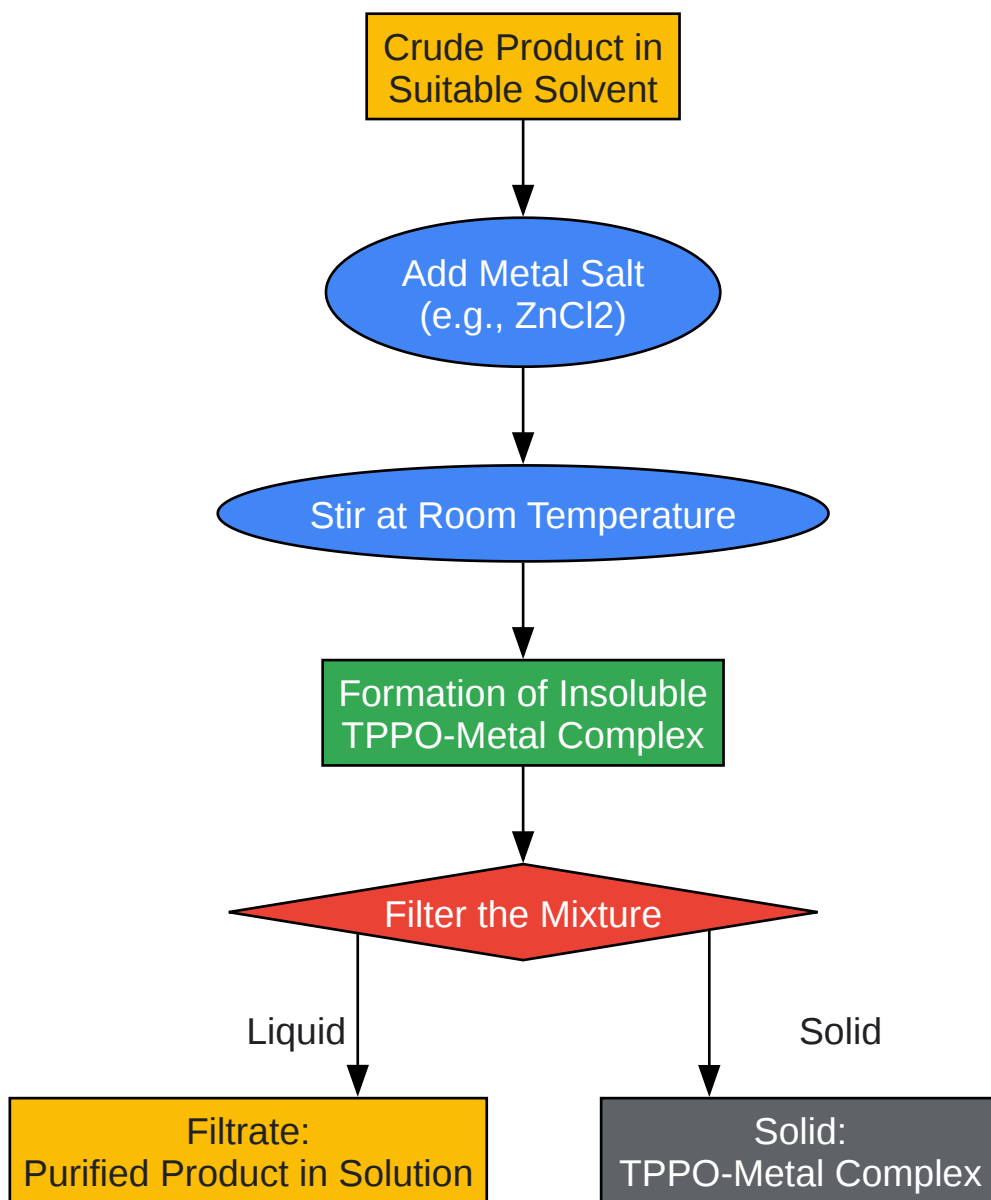 Crude Product in
Suitable Solvent
Add Metal Salt
(e.g., ZnCl2)
Stir at Room Temperature
Formation of Insoluble
TPPO-Metal Complex
Filter the Mixture
Liquid
Solid
Filtrate:
Purified Product in Solution
Solid:
TPPO-Metal Complex